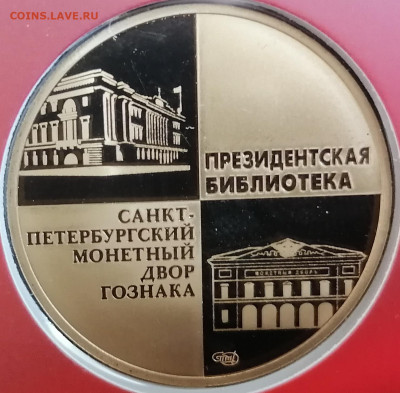 COINS.LAVE.RU
ПРЕЗИДЕНТСКАЯ
БИБЛИОТЕКА
САНКТ-
ПЕТЕРБУРГСКИЙ
МОНЕТНЫЙ
ДВОР
ГОЗНАКА
МОНЕТНЫЙ ДВОРЪ